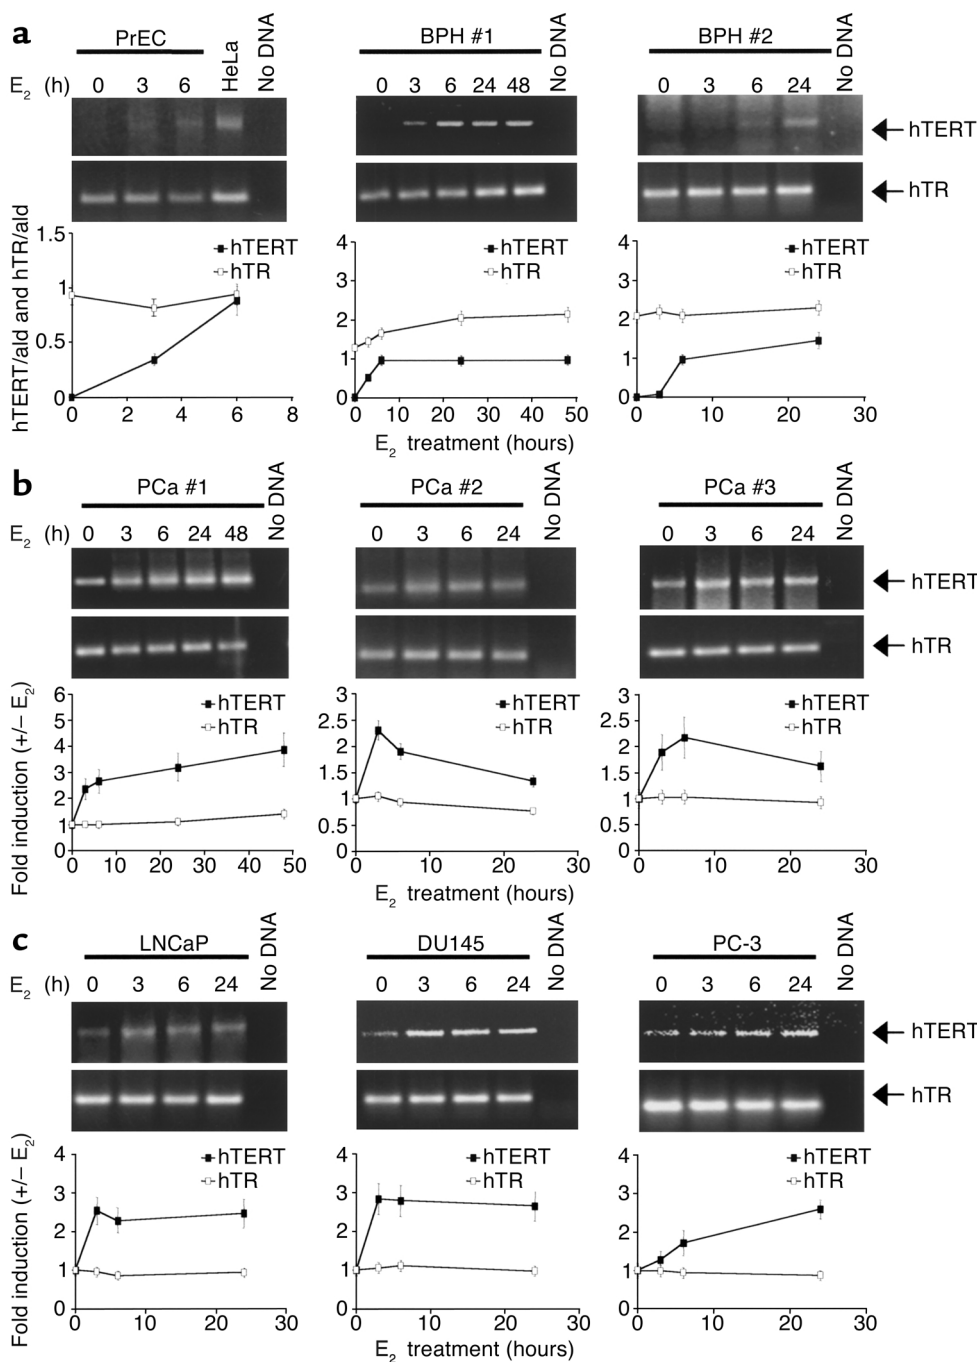 a
PrEC HeLa No DNA BPH #1 No DNA BPH #2 No DNA
E2 (h) 0 3 6 0 3 6 24 48 0 3 6 24
hTERT
hTR
hTERT/ald and hTR/ald
1.5 1 0.5 0
hTERT
hTR
0 2 4 6 8
4 3 2 1 0
hTERT
hTR
0 10 20 30 40 50
4 3 2 1 0
hTERT
hTR
0 10 20 30
E2 treatment (hours)
b
PCa #1 No DNA PCa #2 No DNA PCa #3 No DNA
E2 (h) 0 3 6 24 48 0 3 6 24 0 3 6 24
hTERT
hTR
Fold induction (+/− E2)
6 5 4 3 2 1 0
hTERT
hTR
0 10 20 30 40 50
3 2.5 2 1.5 1 0.5 0
hTERT
hTR
0 10 20 30
3 2.5 2 1.5 1 0.5 0
hTERT
hTR
0 10 20 30
E2 treatment (hours)
c
LNCaP No DNA DU145 No DNA PC-3 No DNA
E2 (h) 0 3 6 24 0 3 6 24 0 3 6 24
hTERT
hTR
Fold induction (+/− E2)
4 3 2 1 0
hTERT
hTR
0 10 20 30
4 3 2 1 0
hTERT
hTR
0 10 20 30
4 3 2 1 0
hTERT
hTR
0 10 20 30
E2 treatment (hours)